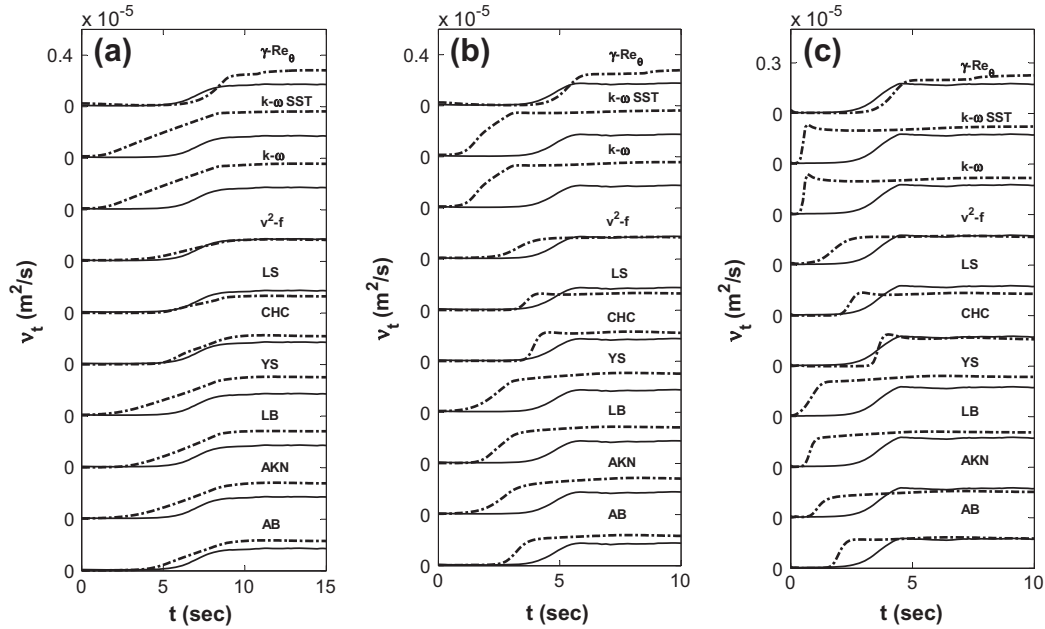 x 10⁻⁵
(a)
0.4
γ-Re_θ
0
k-ω SST
0
k-ω
0
v²-f
0
LS
0
CHC
0
YS
0
LB
0
AKN
0
AB
0
ν_t (m²/s)
0 5 10 15
t (sec)
x 10⁻⁵
(b)
0.4
γ-Re_θ
0
k-ω SST
0
k-ω
0
v²-f
0
LS
0
CHC
0
YS
0
LB
0
AKN
0
AB
0
ν_t (m²/s)
0 5 10
t (sec)
x 10⁻⁵
(c)
0.3
γ-Re_θ
0
k-ω SST
0
k-ω
0
v²-f
0
LS
0
CHC
0
YS
0
LB
0
AKN
0
AB
0
ν_t (m²/s)
0 5 10
t (sec)